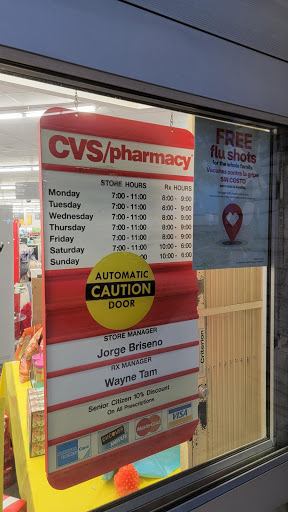 CVS/pharmacy
STORE HOURS Rx HOURS
Monday 7:00 - 11:00 8:00 - 9:00
Tuesday 7:00 - 11:00 8:00 - 9:00
Wednesday 7:00 - 11:00 8:00 - 9:00
Thursday 7:00 - 11:00 8:00 - 9:00
Friday 7:00 - 11:00 8:00 - 9:00
Saturday 7:00 - 11:00 10:00 - 6:00
Sunday 7:00 - 11:00 10:00 - 6:00
AUTOMATIC
CAUTION
DOOR
STORE MANAGER
Jorge Briseno
RX MANAGER
Wayne Tam
Senior Citizen 10% Discount
On All Prescriptions
DISCOVER
MasterCard
VISA
FREE
flu shots
for the whole family
Vacunas contra la gripe
SIN COSTO
Criterion